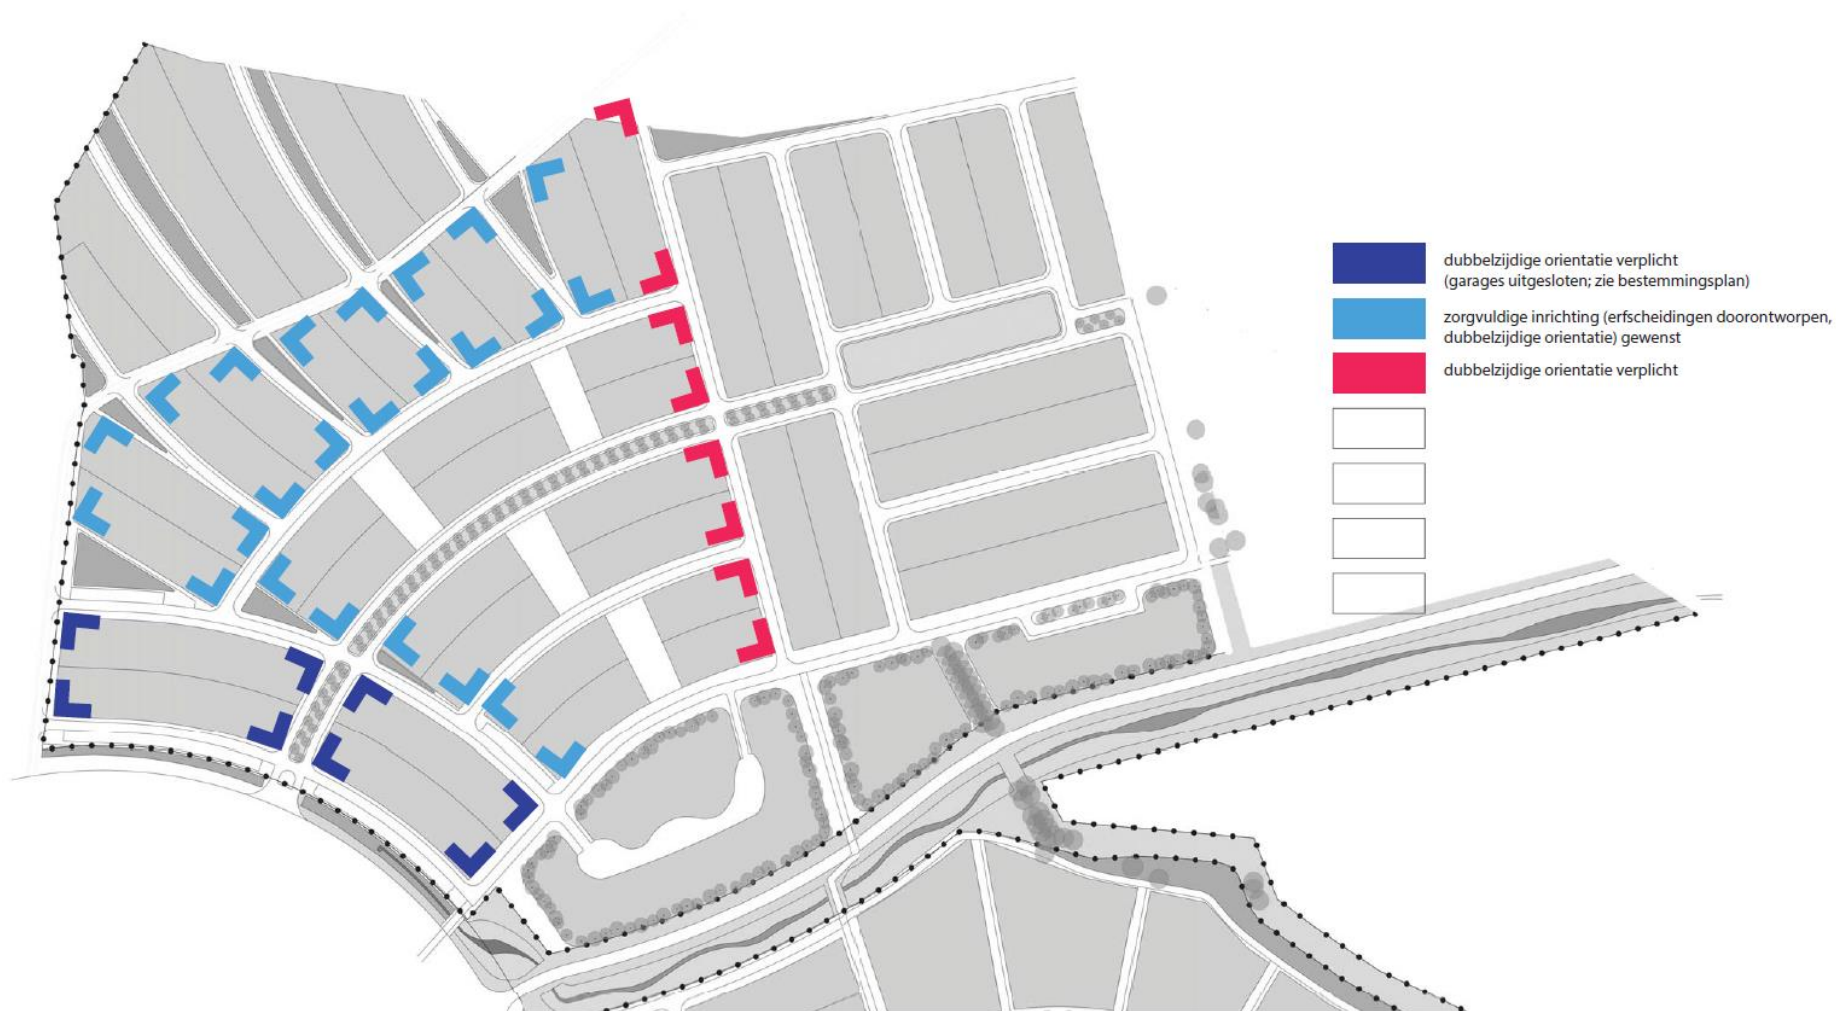 dubbelzijdige orientatie verplicht
(garages uitgesloten; zie bestemmingsplan)
zorgvuldige inrichting (erfscheidingen doorontworpen,
dubbelzijdige orientatie) gewenst
dubbelzijdige orientatie verplicht